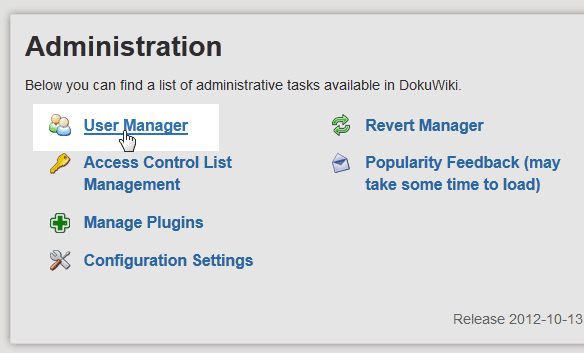 Administration
Below you can find a list of administrative tasks available in DokuWiki.
User Manager
Access Control List
Management
Manage Plugins
Configuration Settings
Revert Manager
Popularity Feedback (may
take some time to load)
Release 2012-10-13